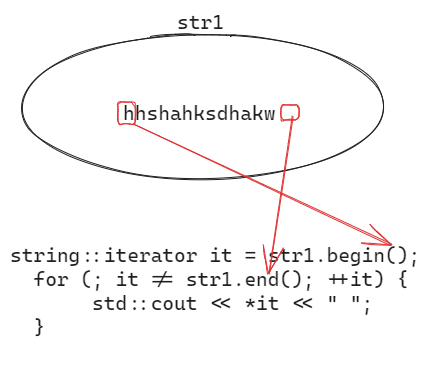 str1
hhshahksdhakw
string::iterator it = str1.begin();
for (; it != str1.end(); ++it) {
std::cout << *it << " ";
}